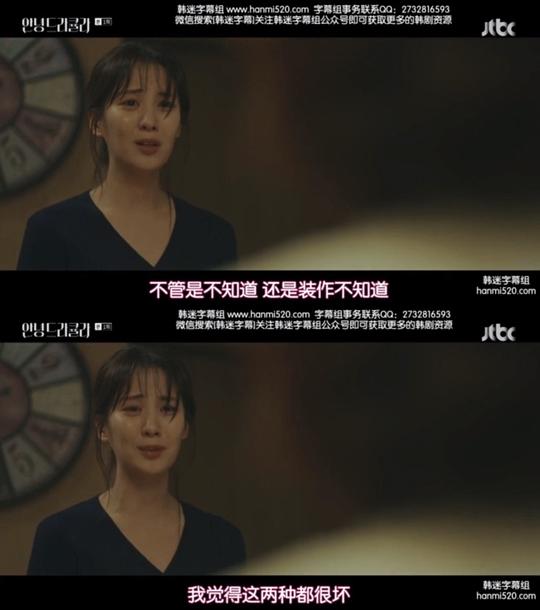 韩迷字幕组 www.hanmi520.com 字幕组事务联系QQ：2732816593
微信搜索[韩迷字幕]关注韩迷字幕组公众号即可获取更多的韩剧资源
안녕 드라큘라
제1회
jtbc
不管是不知道 还是装作不知道
韩迷字幕组
hanmi520.com
韩迷字幕组 www.hanmi520.com 字幕组事务联系QQ：2732816593
微信搜索[韩迷字幕]关注韩迷字幕组公众号即可获取更多的韩剧资源
안녕 드라큘라
제1회
jtbc
我觉得这两种都很坏
韩迷字幕组
hanmi520.com